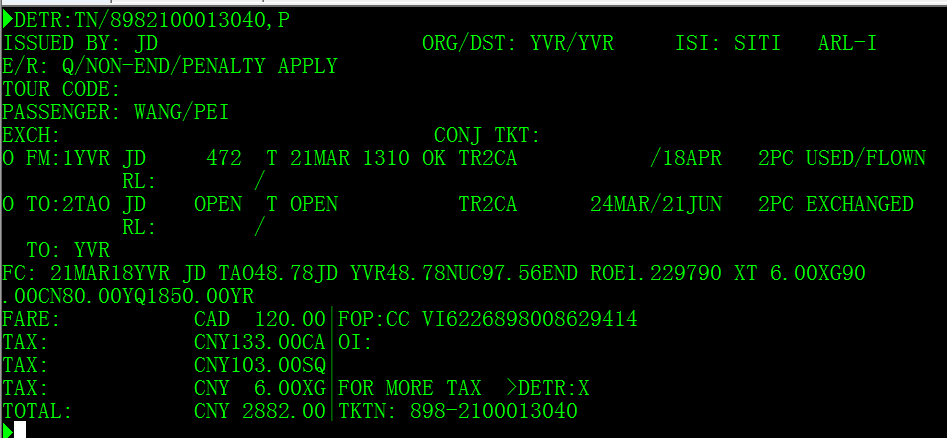 DETR:TN/8982100013040,P
ISSUED BY: JD ORG/DST: YVR/YVR ISI: SITI ARL-I
E/R: Q/NON-END/PENALTY APPLY
TOUR CODE:
PASSENGER: WANG/PEI
EXCH: CONJ TKT:
O FM:1YVR JD 472 T 21MAR 1310 OK TR2CA /18APR 2PC USED/FLOWN
RL: /
O TO:2TAO JD OPEN T OPEN TR2CA 24MAR/21JUN 2PC EXCHANGED
RL: /
TO: YVR
FC: 21MAR18YVR JD TAO48.78JD YVR48.78NUC97.56END ROE1.229790 XT 6.00XG90
.00CN80.00YQ1850.00YR
FARE: CAD 120.00|FOP:CC VI6226898008629414
TAX: CNY133.00CA|OI:
TAX: CNY103.00SQ|
TAX: CNY 6.00XG|FOR MORE TAX >DETR:X
TOTAL: CNY 2882.00|TKTN: 898-2100013040